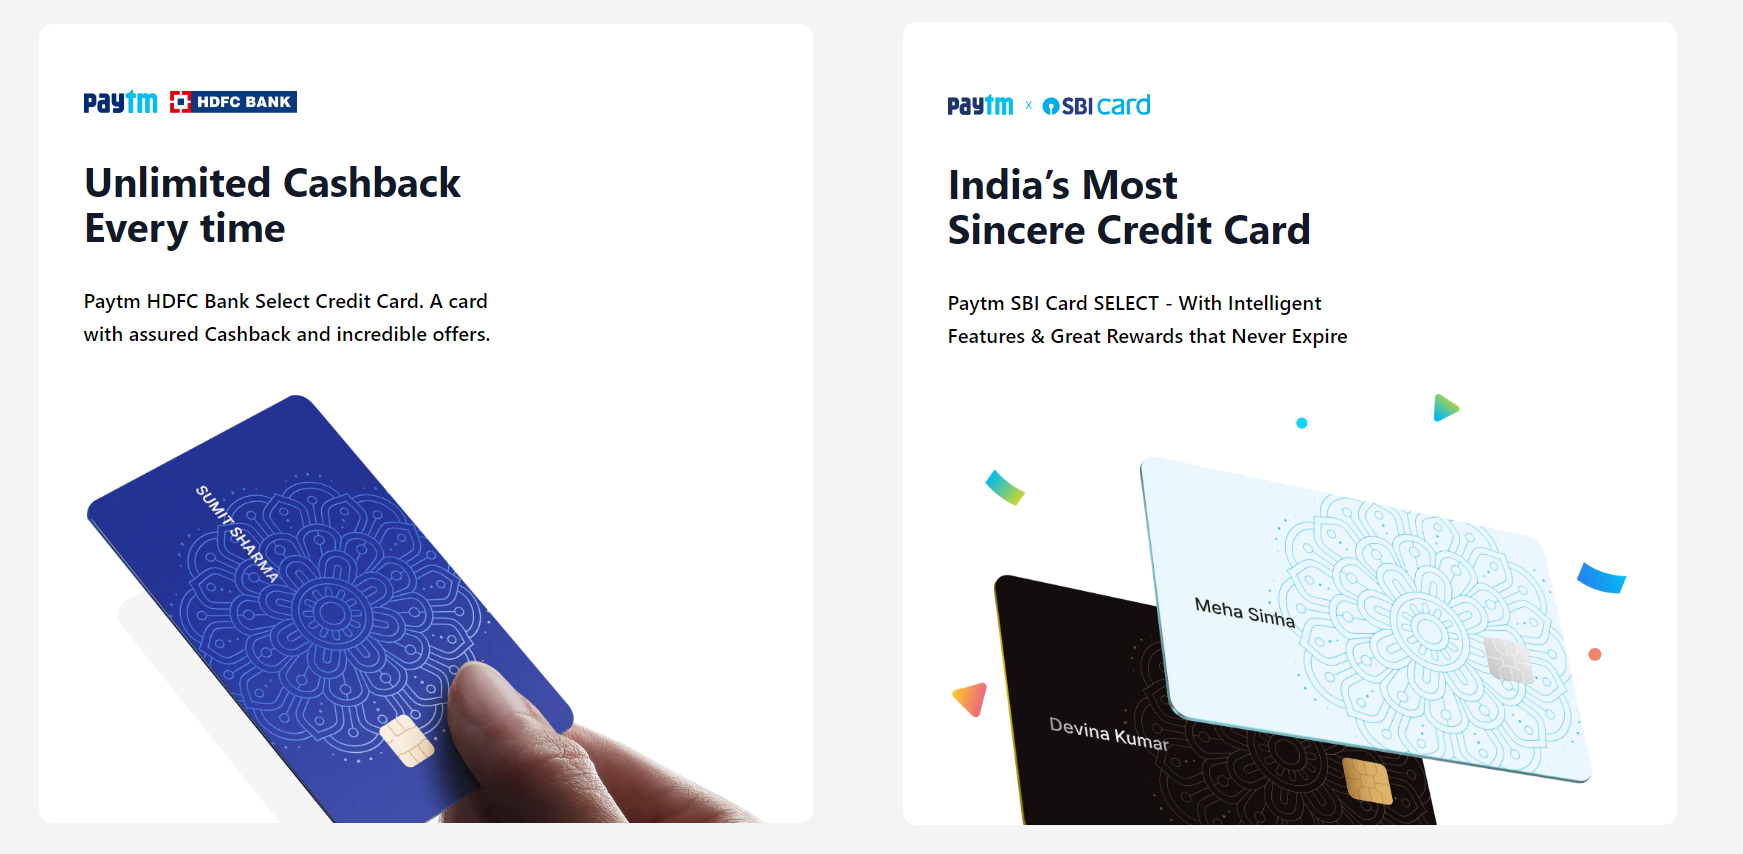 paytm HDFC BANK
Unlimited Cashback
Every time
Paytm HDFC Bank Select Credit Card. A card
with assured Cashback and incredible offers.
SUMIT SHARMA
paytm x SBI card
India’s Most
Sincere Credit Card
Paytm SBI Card SELECT - With Intelligent
Features & Great Rewards that Never Expire
Meha Sinha
Devina Kumar